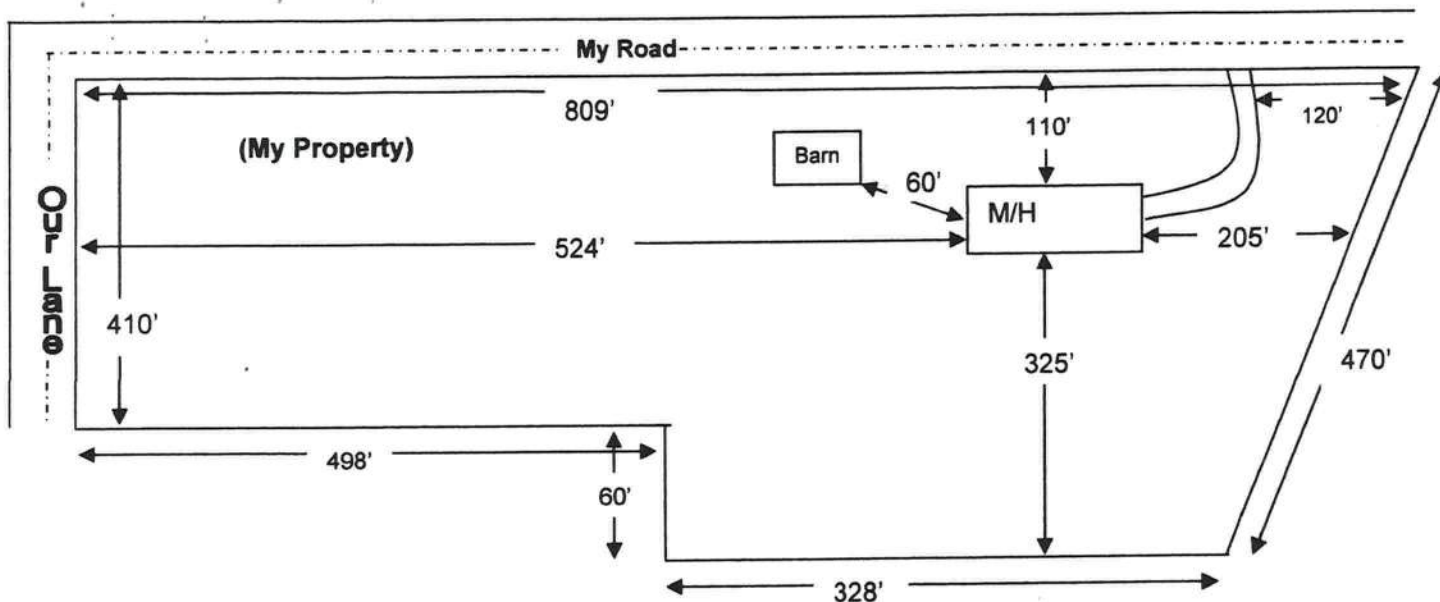 My Road
809'
120'
(My Property)
Barn
110'
60'
M/H
Our Lane
524'
205'
410'
325'
470'
498'
60'
328'